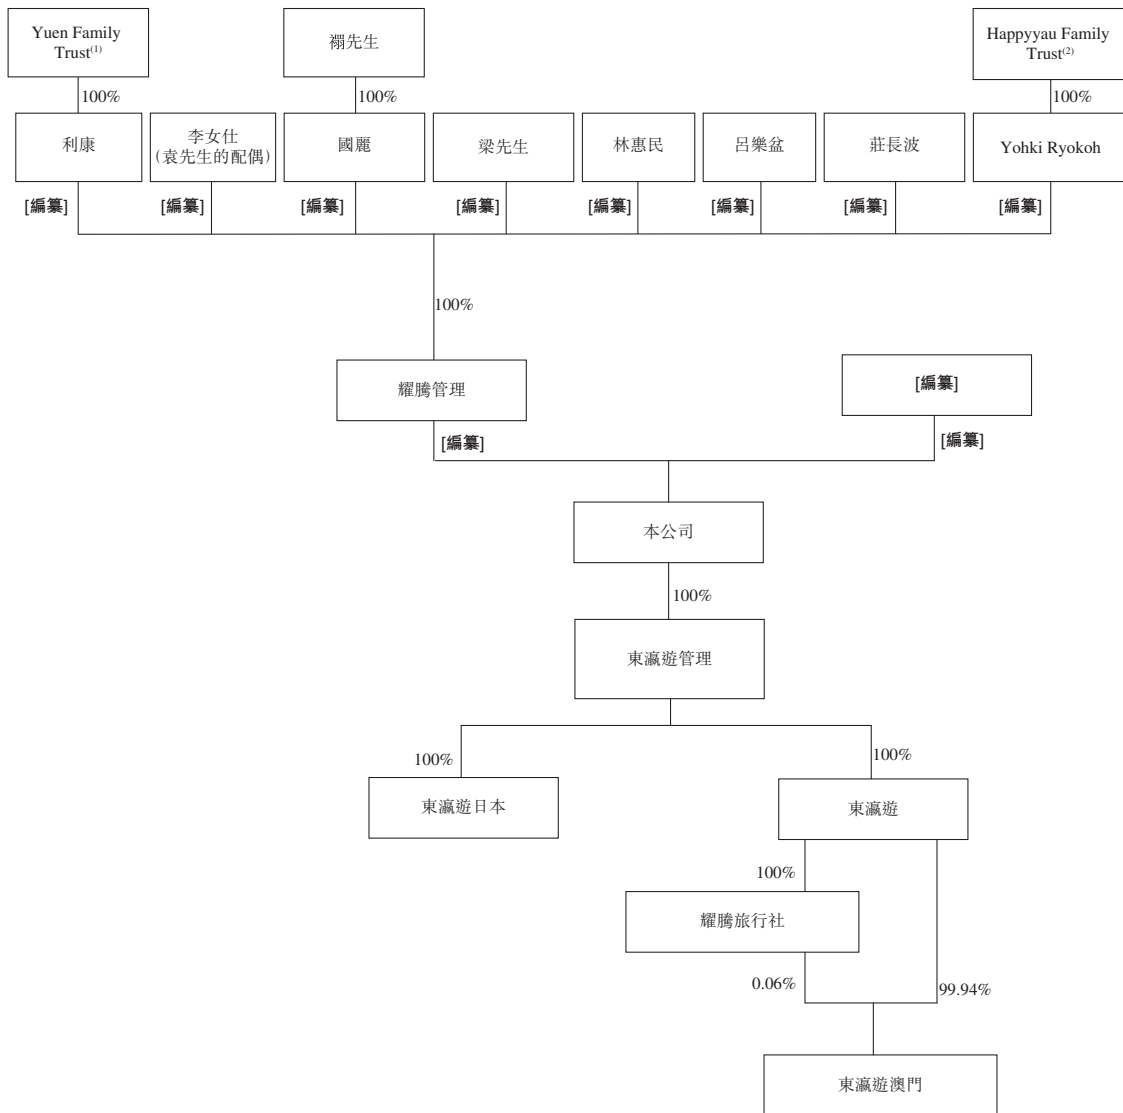 Yuen Family
Trust(1)
禤先生
Happyyau Family
Trust(2)
100%
100%
100%
利康
李女仕
(袁先生的配偶)
國麗
梁先生
林惠民
呂樂盆
莊長波
Yohki Ryokoh
[編纂]
[編纂]
[編纂]
[編纂]
[編纂]
[編纂]
[編纂]
[編纂]
100%
耀騰管理
[編纂]
[編纂]
[編纂]
本公司
100%
東瀛遊管理
100%
100%
東瀛遊日本
東瀛遊
100%
耀騰旅行社
0.06%
99.94%
東瀛遊澳門